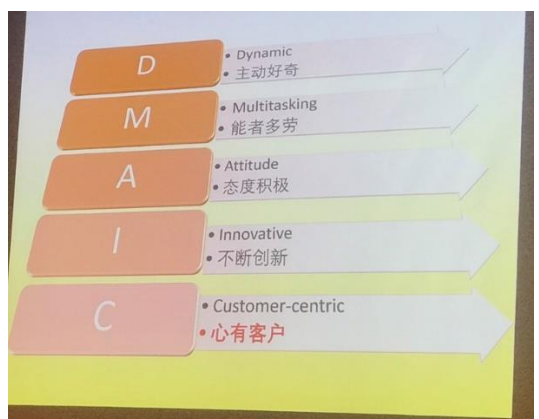 D
• Dynamic
• 主动好奇
M
• Multitasking
• 能者多劳
A
• Attitude
• 态度积极
I
• Innovative
• 不断创新
C
• Customer-centric
• 心有客户